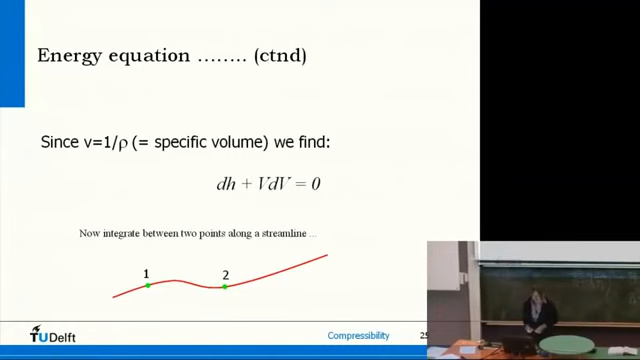 Energy equation …….. (ctnd)
Since v=1/ρ (= specific volume) we find:
dh + VdV = 0
Now integrate between two points along a streamline ...
1
2
TUDelft
Compressibility
25